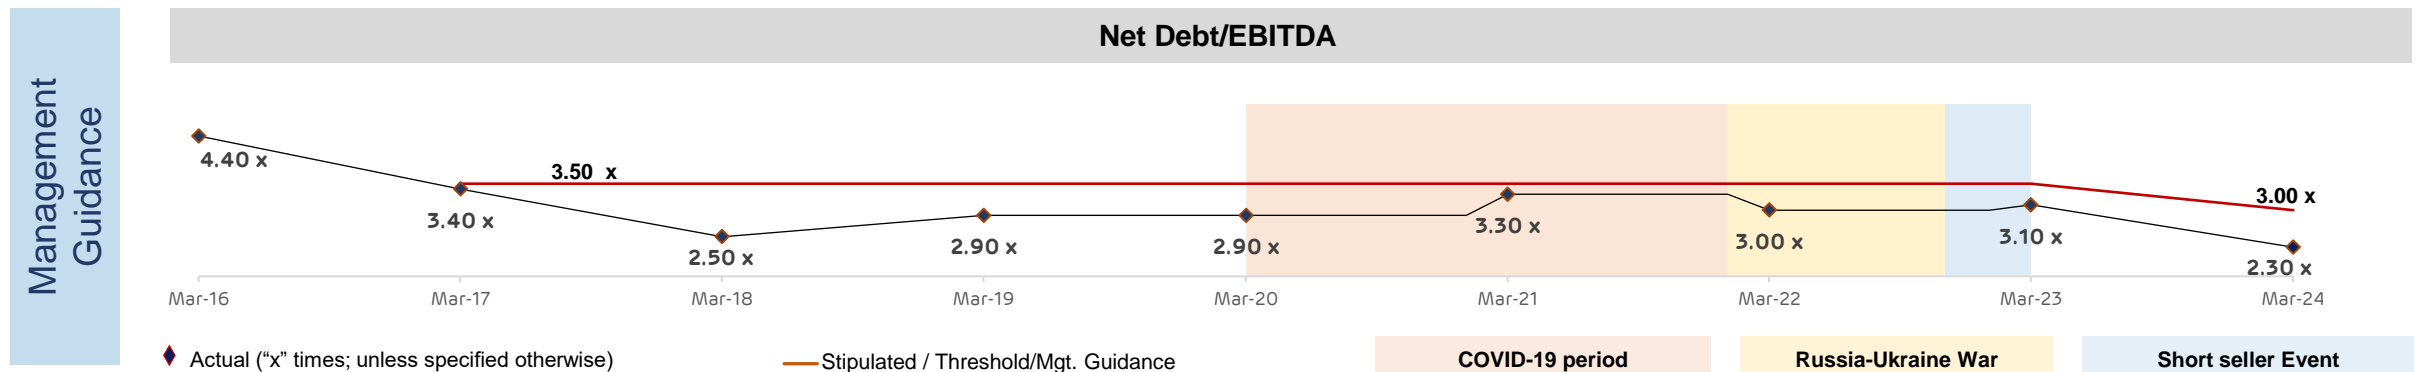 Management
Guidance
Net Debt/EBITDA
4.40 x
3.40 x
3.50 x
2.50 x
2.90 x
2.90 x
3.30 x
3.00 x
3.10 x
3.00 x
2.30 x
Mar-16 Mar-17 Mar-18 Mar-19 Mar-20 Mar-21 Mar-22 Mar-23 Mar-24
Actual (“x” times; unless specified otherwise) Stipulated / Threshold/Mgt. Guidance COVID-19 period Russia-Ukraine War Short seller Event